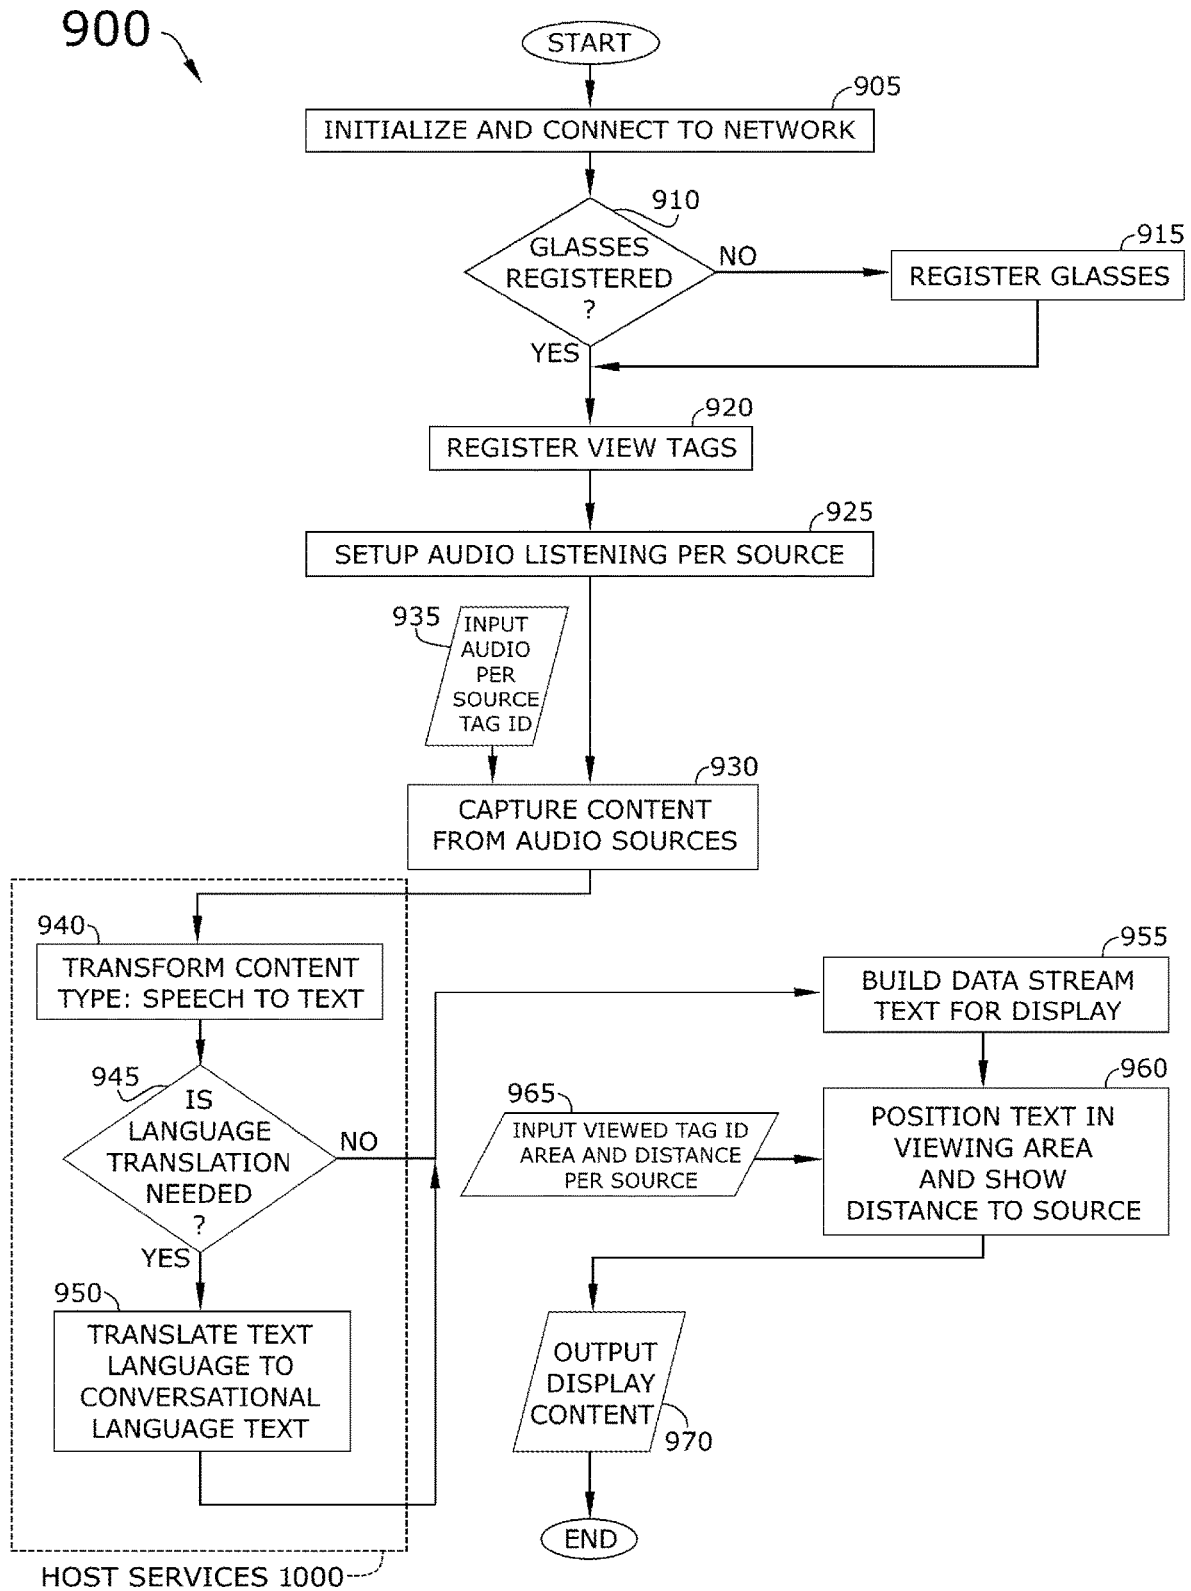 900
START
905
INITIALIZE AND CONNECT TO NETWORK
910
GLASSES
REGISTERED
?
NO
YES
915
REGISTER GLASSES
920
REGISTER VIEW TAGS
925
SETUP AUDIO LISTENING PER SOURCE
935
INPUT
AUDIO
PER
SOURCE
TAG ID
930
CAPTURE CONTENT
FROM AUDIO SOURCES
940
TRANSFORM CONTENT
TYPE: SPEECH TO TEXT
945
IS
LANGUAGE
TRANSLATION
NEEDED
?
NO
YES
950
TRANSLATE TEXT
LANGUAGE TO
CONVERSATIONAL
LANGUAGE TEXT
HOST SERVICES 1000
955
BUILD DATA STREAM
TEXT FOR DISPLAY
965
INPUT VIEWED TAG ID
AREA AND DISTANCE
PER SOURCE
960
POSITION TEXT IN
VIEWING AREA
AND SHOW
DISTANCE TO SOURCE
OUTPUT
DISPLAY
CONTENT
970
END